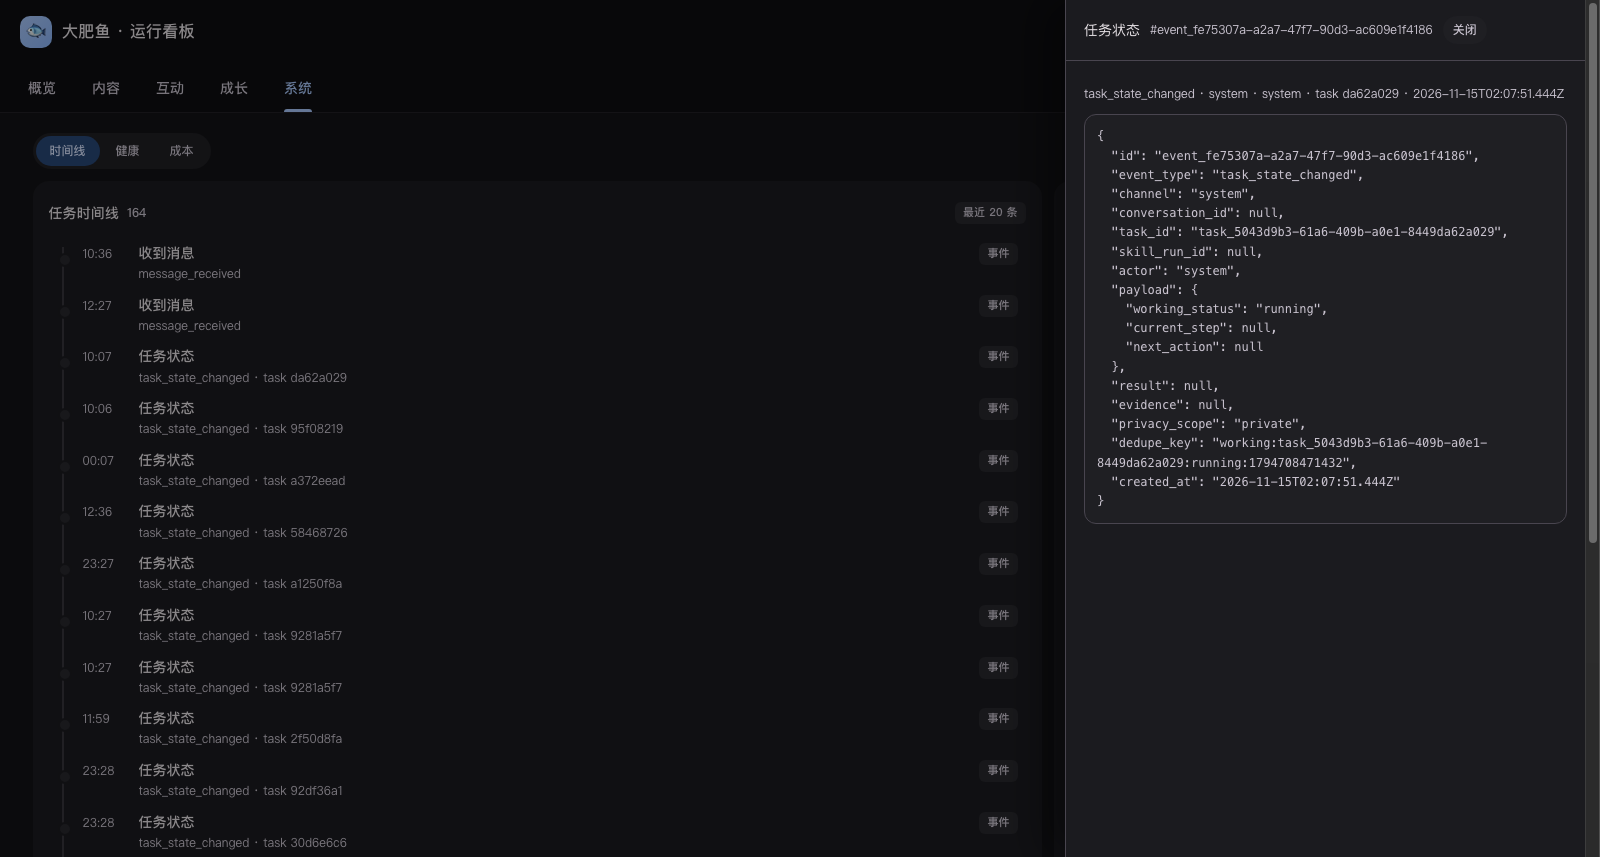 大肥鱼 · 运行看板
概览 内容 互动 成长 系统
时间线 健康 成本
任务时间线 164 最近 20 条
10:36 收到消息 事件
message_received
12:27 收到消息 事件
message_received
10:07 任务状态 事件
task_state_changed · task da62a029
10:06 任务状态 事件
task_state_changed · task 95f08219
00:07 任务状态 事件
task_state_changed · task a372eead
12:36 任务状态 事件
task_state_changed · task 58468726
23:27 任务状态 事件
task_state_changed · task a1250f8a
10:27 任务状态 事件
task_state_changed · task 9281a5f7
10:27 任务状态 事件
task_state_changed · task 9281a5f7
11:59 任务状态 事件
task_state_changed · task 2f50d8fa
23:28 任务状态 事件
task_state_changed · task 92df36a1
23:28 任务状态 事件
task_state_changed · task 30d6e6c6
任务状态 #event_fe75307a-a2a7-47f7-90d3-ac609e1f4186 关闭
task_state_changed · system · system · task da62a029 · 2026-11-15T02:07:51.444Z
{
"id": "event_fe75307a-a2a7-47f7-90d3-ac609e1f4186",
"event_type": "task_state_changed",
"channel": "system",
"conversation_id": null,
"task_id": "task_5043d9b3-61a6-409b-a0e1-8449da62a029",
"skill_run_id": null,
"actor": "system",
"payload": {
"working_status": "running",
"current_step": null,
"next_action": null
},
"result": null,
"evidence": null,
"privacy_scope": "private",
"dedupe_key": "working:task_5043d9b3-61a6-409b-a0e1-
8449da62a029:running:1794708471432",
"created_at": "2026-11-15T02:07:51.444Z"
}